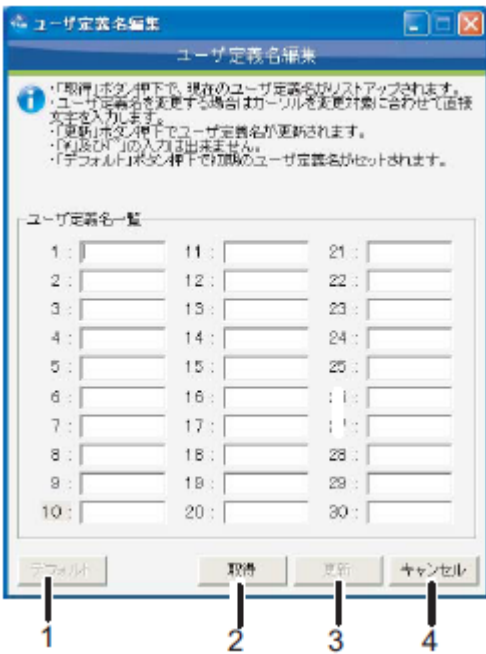 ユーザ定義名編集
ユーザ定義名編集
・「取得」ボタン押下で、現在のユーザ定義名がリストアップされます。
・ユーザ定義名を変更する場合はカーソルを変更対象に合わせて直接
文字を入力します。
・「更新」ボタン押下でユーザ定義名が更新されます。
の入力は出来ません。
・「デフォルト」ボタン押下で初期のユーザ定義名がセットされます。
ユーザ定義名一覧
1 : 11 : 21 :
2 : 12 : 22 :
3 : 13 : 23 :
4 : 14 : 24 :
5 : 15 : 25 :
6 : 16 :
7 : 17 :
8 : 18 : 28 :
9 : 19 : 29 :
10 : 20 : 30 :
デフォルト 取得 更新 キャンセル
1 2 3 4